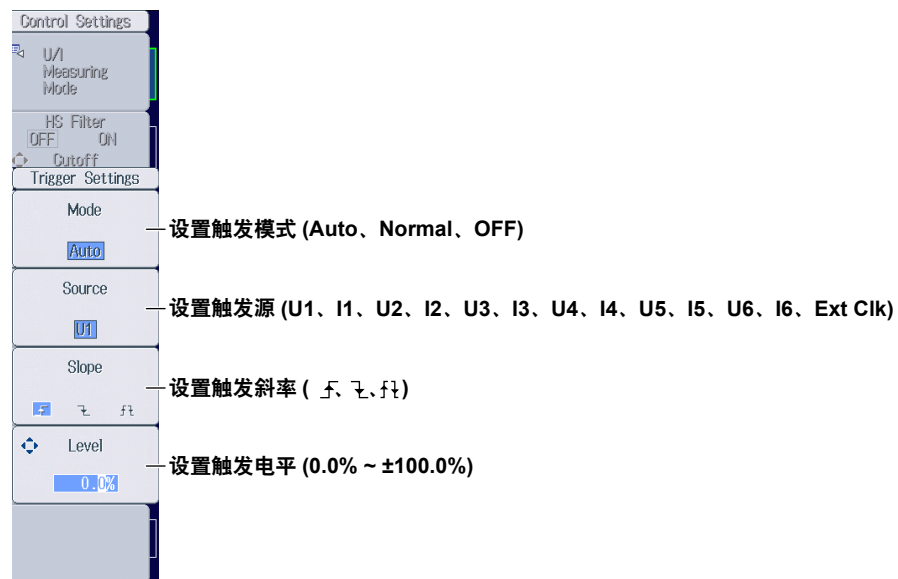 Control Settings
U/I
Measuring
Mode
HS Filter
OFF ON
Cutoff
Trigger Settings
Mode
设置触发模式 (Auto、Normal、OFF)
Auto
Source
设置触发源 (U1、I1、U2、I2、U3、I3、U4、I4、U5、I5、U6、I6、Ext Clk)
U1
Slope
设置触发斜率 ( 、 、 )
Level
设置触发电平 (0.0% ~ ±100.0%)
0.0%